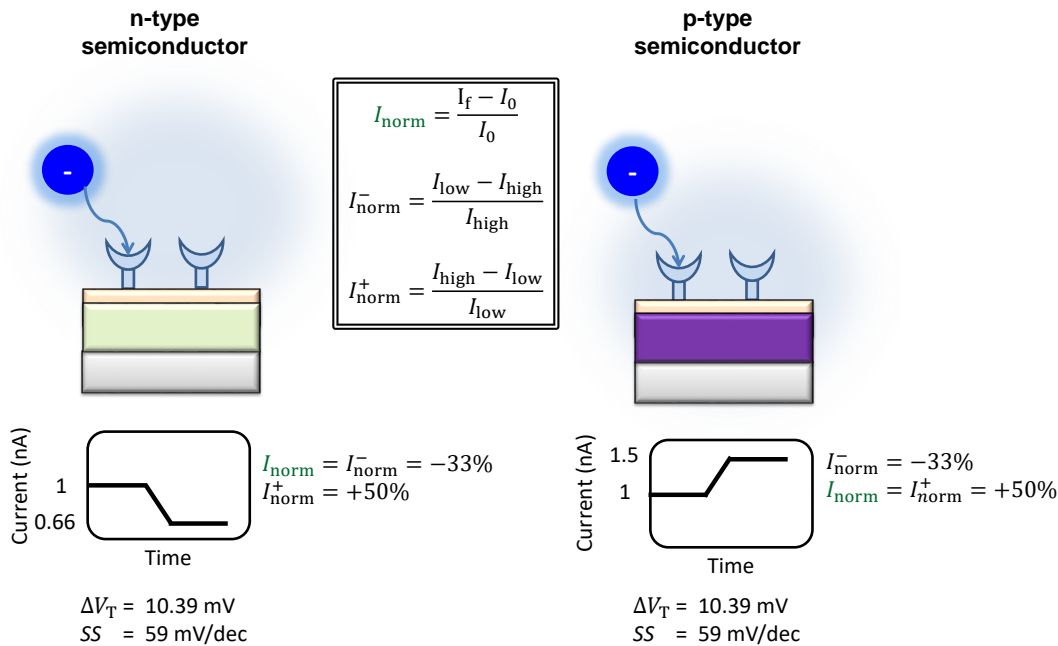 n-type
semiconductor
p-type
semiconductor
I_norm = (I_f − I_0) / I_0
I^-_norm = (I_low − I_high) / I_high
I^+_norm = (I_high − I_low) / I_low
-
-
Current (nA)
1
0.66
Time
I_norm = I^-_norm = −33%
I^+_norm = +50%
ΔV_T = 10.39 mV
SS = 59 mV/dec
Current (nA)
1.5
1
Time
I^-_norm = −33%
I_norm = I^+_norm = +50%
ΔV_T = 10.39 mV
SS = 59 mV/dec